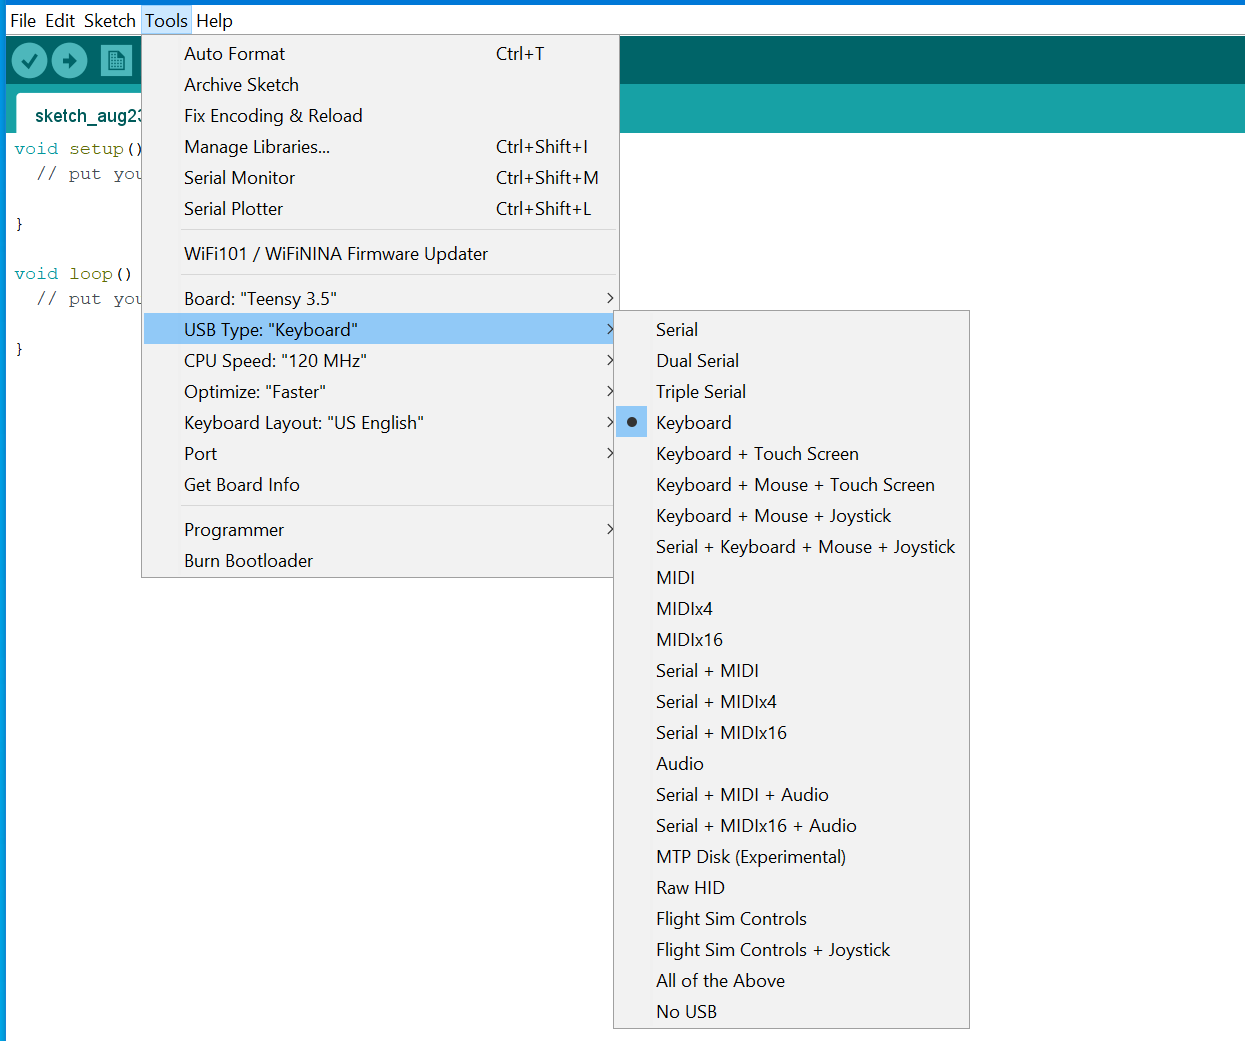 File Edit Sketch Tools Help
sketch_aug23
void setup()
// put you
}
void loop()
// put you
}
Auto Format Ctrl+T
Archive Sketch
Fix Encoding & Reload
Manage Libraries... Ctrl+Shift+I
Serial Monitor Ctrl+Shift+M
Serial Plotter Ctrl+Shift+L
WiFi101 / WiFiNINA Firmware Updater
Board: "Teensy 3.5"
USB Type: "Keyboard"
CPU Speed: "120 MHz"
Optimize: "Faster"
Keyboard Layout: "US English"
Port
Get Board Info
Programmer
Burn Bootloader
Serial
Dual Serial
Triple Serial
Keyboard
Keyboard + Touch Screen
Keyboard + Mouse + Touch Screen
Keyboard + Mouse + Joystick
Serial + Keyboard + Mouse + Joystick
MIDI
MIDIx4
MIDIx16
Serial + MIDI
Serial + MIDIx4
Serial + MIDIx16
Audio
Serial + MIDI + Audio
Serial + MIDIx16 + Audio
MTP Disk (Experimental)
Raw HID
Flight Sim Controls
Flight Sim Controls + Joystick
All of the Above
No USB